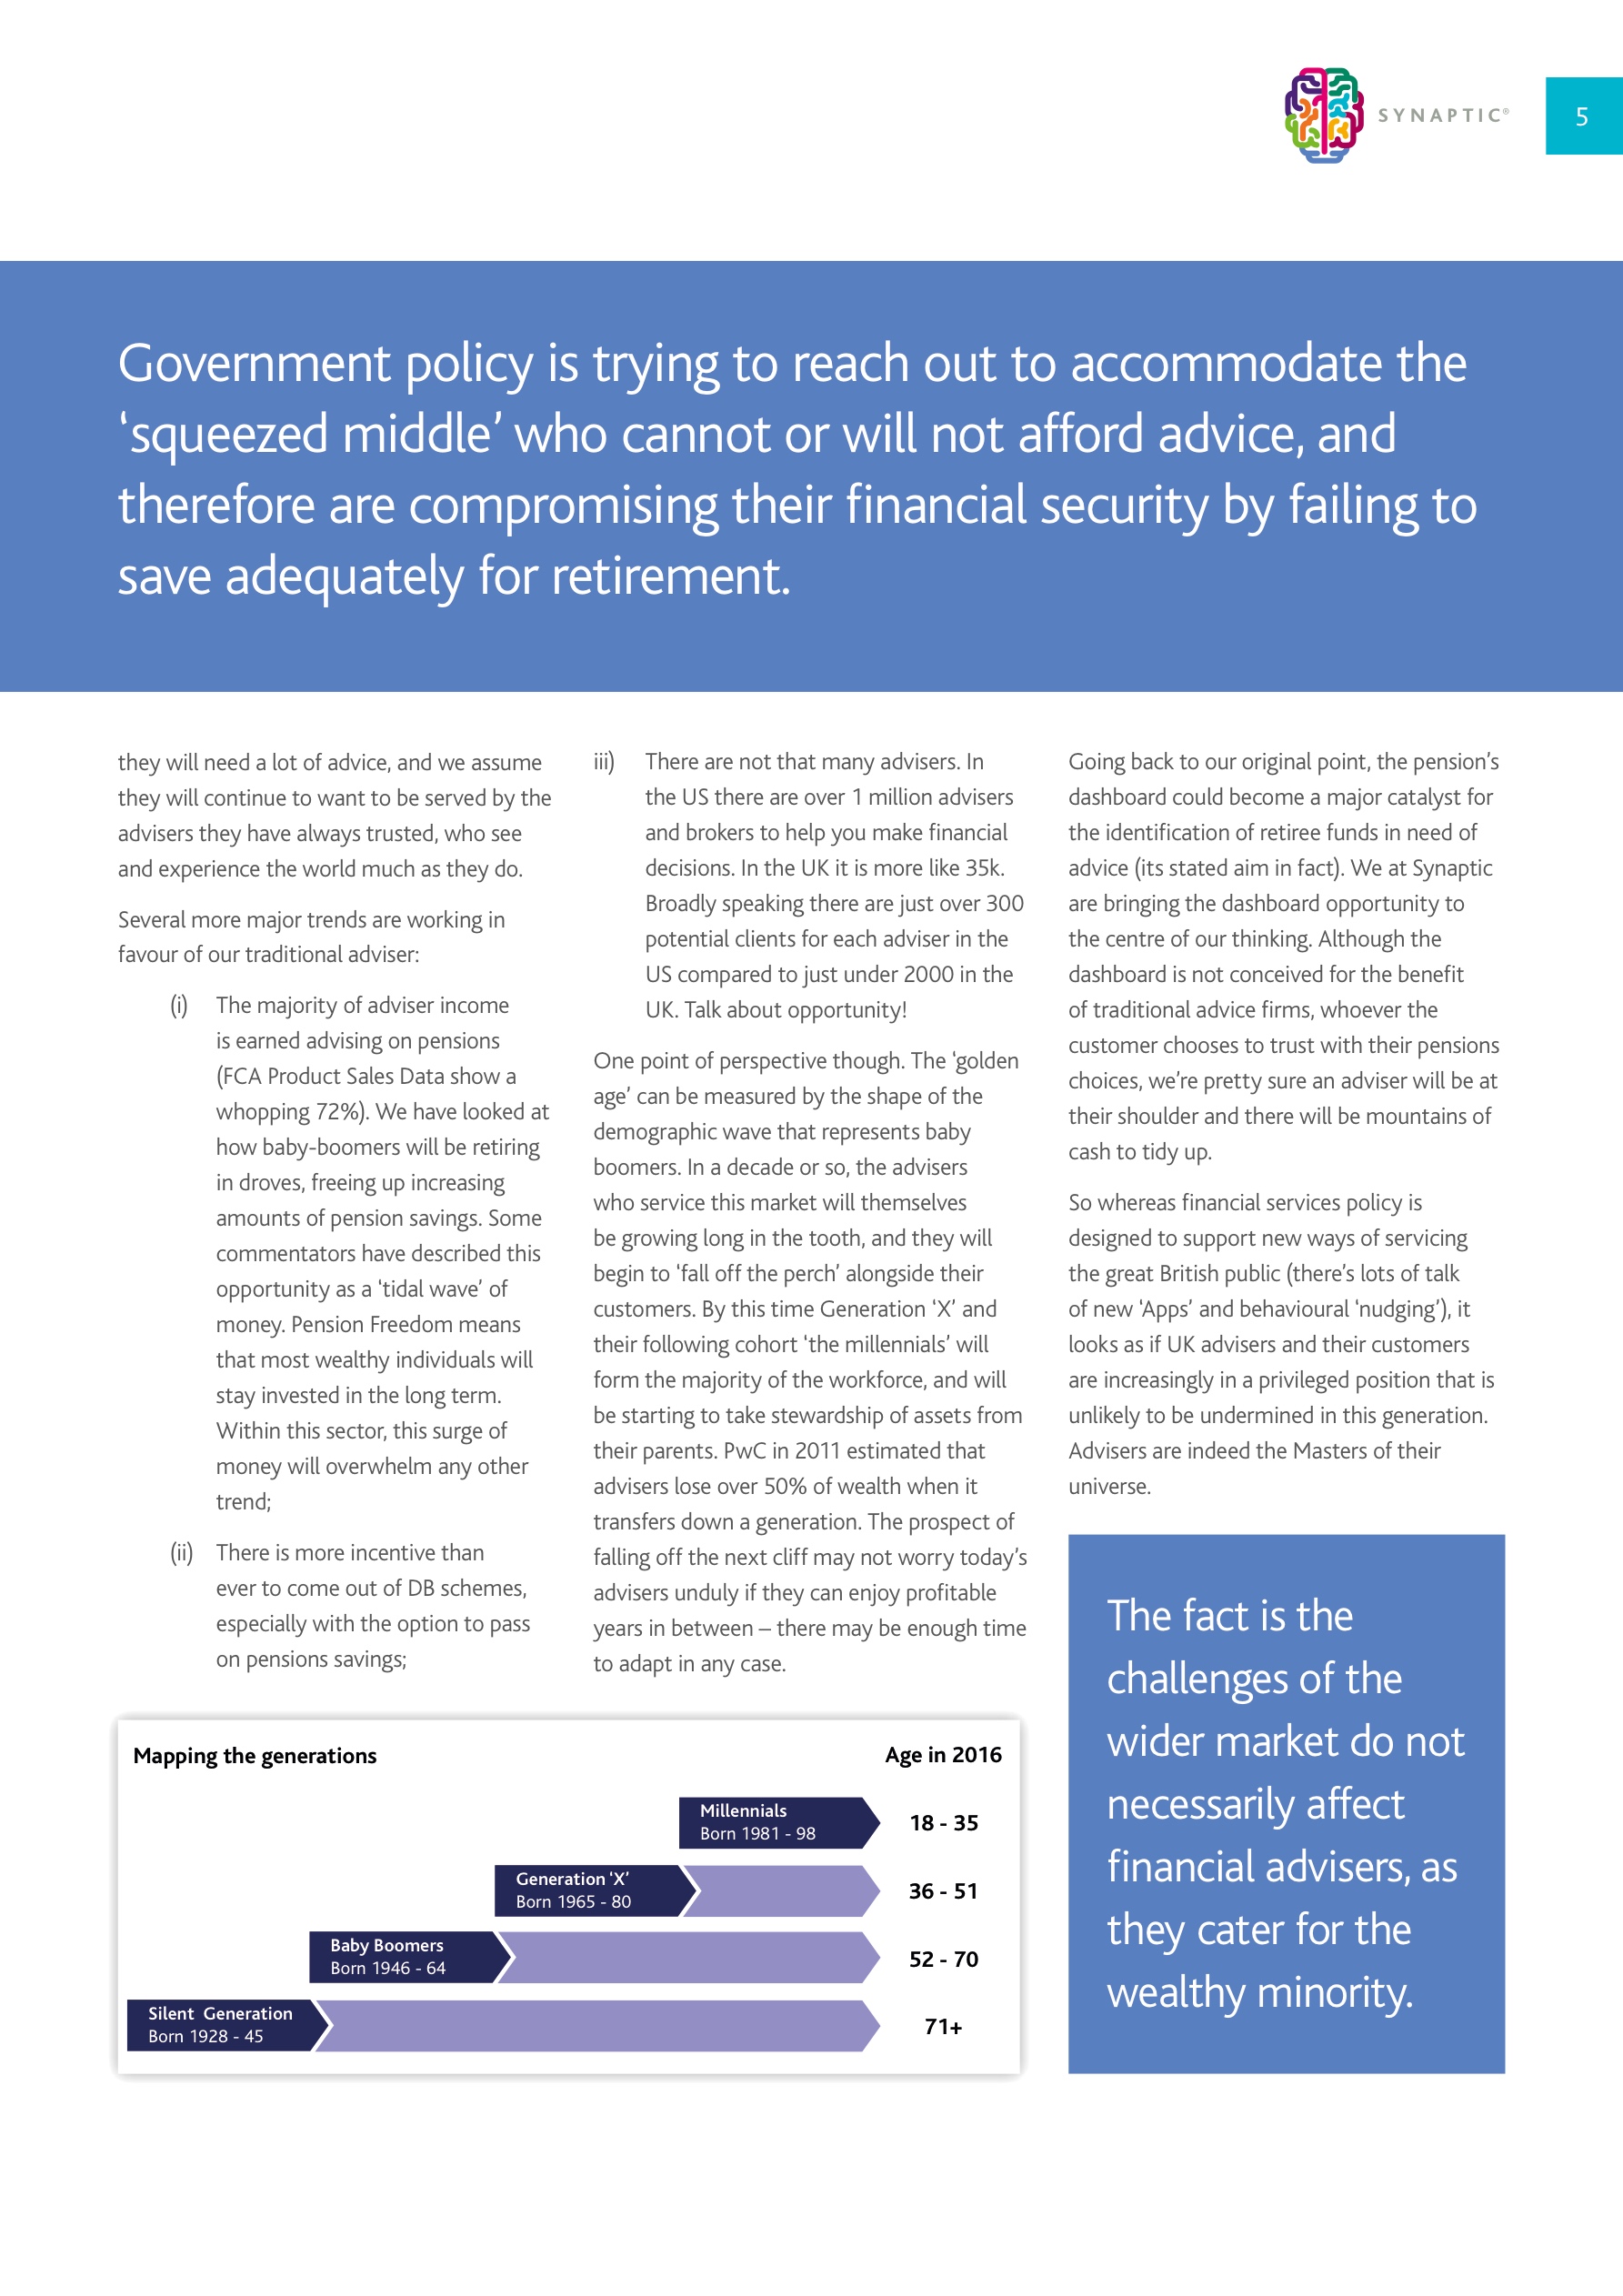 SYNAPTIC®
5
Government policy is trying to reach out to accommodate the
‘squeezed middle’ who cannot or will not afford advice, and
therefore are compromising their financial security by failing to
save adequately for retirement.
they will need a lot of advice, and we assume
they will continue to want to be served by the
advisers they have always trusted, who see
and experience the world much as they do.
Several more major trends are working in
favour of our traditional adviser:
(i) The majority of adviser income
is earned advising on pensions
(FCA Product Sales Data show a
whopping 72%). We have looked at
how baby-boomers will be retiring
in droves, freeing up increasing
amounts of pension savings. Some
commentators have described this
opportunity as a ‘tidal wave’ of
money. Pension Freedom means
that most wealthy individuals will
stay invested in the long term.
Within this sector, this surge of
money will overwhelm any other
trend;
(ii) There is more incentive than
ever to come out of DB schemes,
especially with the option to pass
on pensions savings;
iii) There are not that many advisers. In
the US there are over 1 million advisers
and brokers to help you make financial
decisions. In the UK it is more like 35k.
Broadly speaking there are just over 300
potential clients for each adviser in the
US compared to just under 2000 in the
UK. Talk about opportunity!
One point of perspective though. The ‘golden
age’ can be measured by the shape of the
demographic wave that represents baby
boomers. In a decade or so, the advisers
who service this market will themselves
be growing long in the tooth, and they will
begin to ‘fall off the perch’ alongside their
customers. By this time Generation ‘X’ and
their following cohort ‘the millennials’ will
form the majority of the workforce, and will
be starting to take stewardship of assets from
their parents. PwC in 2011 estimated that
advisers lose over 50% of wealth when it
transfers down a generation. The prospect of
falling off the next cliff may not worry today’s
advisers unduly if they can enjoy profitable
years in between – there may be enough time
to adapt in any case.
Going back to our original point, the pension’s
dashboard could become a major catalyst for
the identification of retiree funds in need of
advice (its stated aim in fact). We at Synaptic
are bringing the dashboard opportunity to
the centre of our thinking. Although the
dashboard is not conceived for the benefit
of traditional advice firms, whoever the
customer chooses to trust with their pensions
choices, we’re pretty sure an adviser will be at
their shoulder and there will be mountains of
cash to tidy up.
So whereas financial services policy is
designed to support new ways of servicing
the great British public (there’s lots of talk
of new ‘Apps’ and behavioural ‘nudging’), it
looks as if UK advisers and their customers
are increasingly in a privileged position that is
unlikely to be undermined in this generation.
Advisers are indeed the Masters of their
universe.
Mapping the generations Age in 2016
Millennials
Born 1981 - 98
18 - 35
Generation ‘X’
Born 1965 - 80
36 - 51
Baby Boomers
Born 1946 - 64
52 - 70
Silent Generation
Born 1928 - 45
71+
The fact is the
challenges of the
wider market do not
necessarily affect
financial advisers, as
they cater for the
wealthy minority.